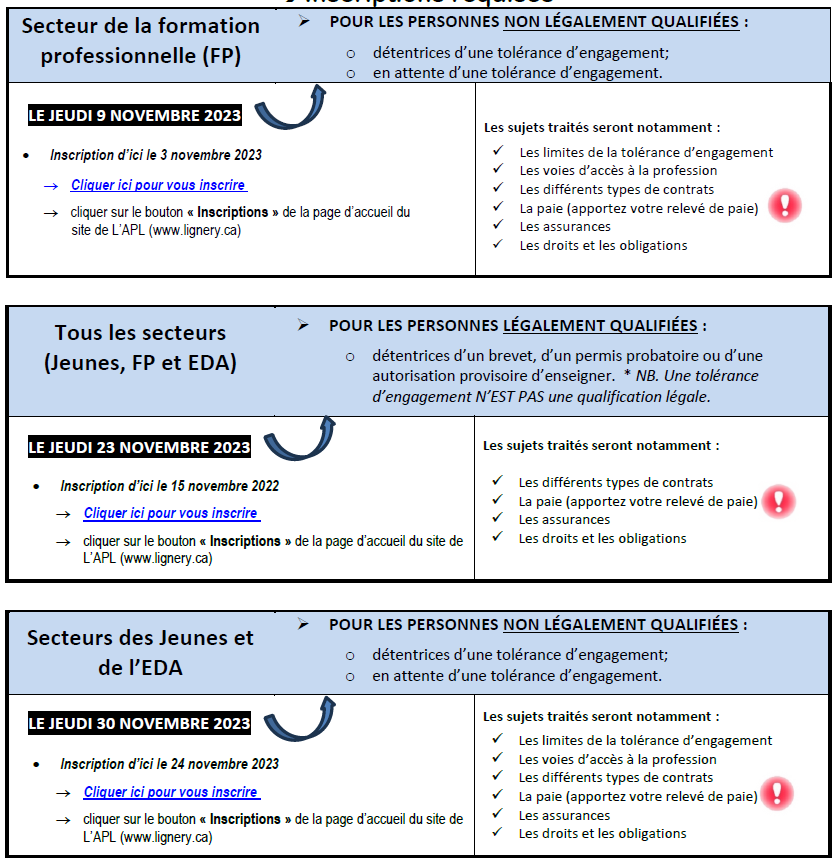 Inscriptions requises
Secteur de la formation
professionnelle (FP)
➢ POUR LES PERSONNES NON LÉGALEMENT QUALIFIÉES :
o détentrices d’une tolérance d’engagement;
o en attente d’une tolérance d’engagement.
LE JEUDI 9 NOVEMBRE 2023
• Inscription d’ici le 3 novembre 2023
→ Cliquer ici pour vous inscrire
→ cliquer sur le bouton « Inscriptions » de la page d’accueil du
site de L’APL (www.lignery.ca)
Les sujets traités seront notamment :
✓ Les limites de la tolérance d’engagement
✓ Les voies d’accès à la profession
✓ Les différents types de contrats
✓ La paie (apportez votre relevé de paie)
✓ Les assurances
✓ Les droits et les obligations
Tous les secteurs
(Jeunes, FP et EDA)
➢ POUR LES PERSONNES LÉGALEMENT QUALIFIÉES :
o détentrices d’un brevet, d’un permis probatoire ou d’une
autorisation provisoire d’enseigner. * NB. Une tolérance
d’engagement N’EST PAS une qualification légale.
LE JEUDI 23 NOVEMBRE 2023
• Inscription d’ici le 15 novembre 2022
→ Cliquer ici pour vous inscrire
→ cliquer sur le bouton « Inscriptions » de la page d’accueil du site de
L’APL (www.lignery.ca)
Les sujets traités seront notamment :
✓ Les différents types de contrats
✓ La paie (apportez votre relevé de paie)
✓ Les assurances
✓ Les droits et les obligations
Secteurs des Jeunes et
de l’EDA
➢ POUR LES PERSONNES NON LÉGALEMENT QUALIFIÉES :
o détentrices d’une tolérance d’engagement;
o en attente d’une tolérance d’engagement.
LE JEUDI 30 NOVEMBRE 2023
• Inscription d’ici le 24 novembre 2023
→ Cliquer ici pour vous inscrire
→ cliquer sur le bouton « Inscriptions » de la page d’accueil du site de
L’APL (www.lignery.ca)
Les sujets traités seront notamment :
✓ Les limites de la tolérance d’engagement
✓ Les voies d’accès à la profession
✓ Les différents types de contrats
✓ La paie (apportez votre relevé de paie)
✓ Les assurances
✓ Les droits et les obligations